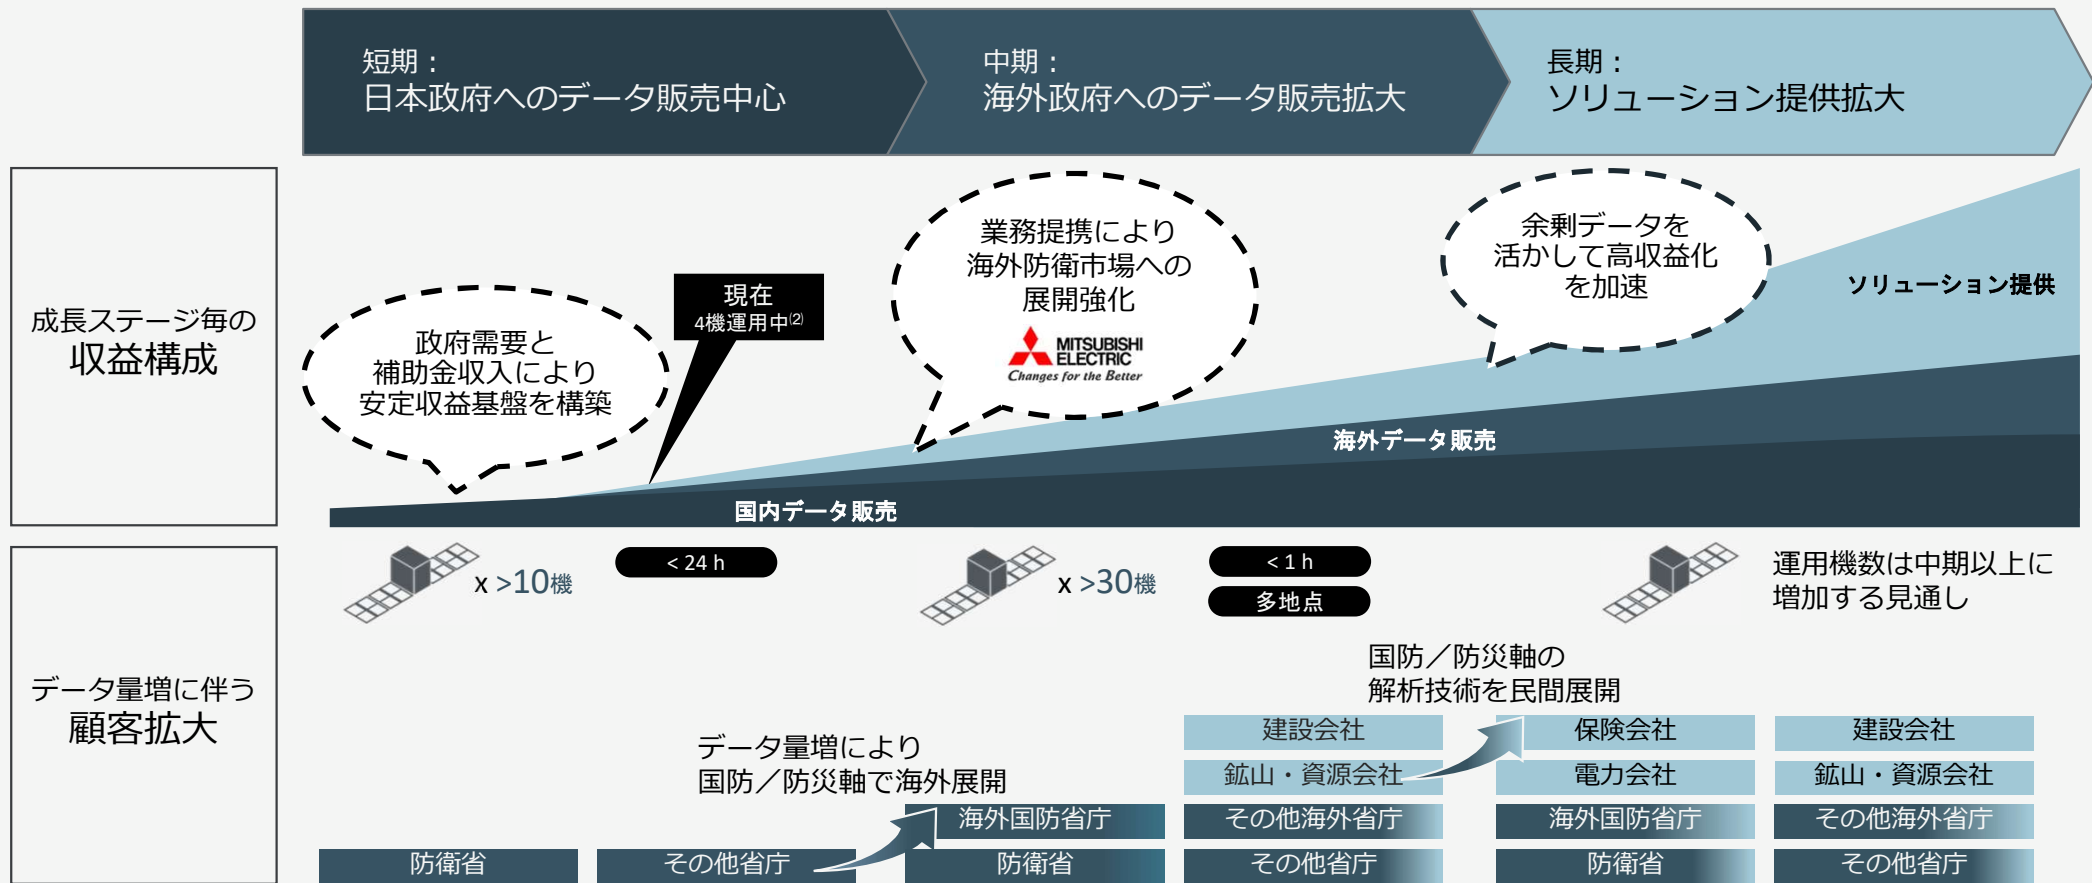 短期：
日本政府へのデータ販売中心
中期：
海外政府へのデータ販売拡大
長期：
ソリューション提供拡大
成長ステージ毎の
収益構成
政府需要と
補助金収入により
安定収益基盤を構築
現在
4機運用中(2)
業務提携により
海外防衛市場への
展開強化
MITSUBISHI
ELECTRIC
Changes for the Better
余剰データを
活かして高収益化
を加速
ソリューション提供
海外データ販売
国内データ販売
データ量増に伴う
顧客拡大
x >10機
< 24 h
x >30機
< 1 h
多地点
運用機数は中期以上に
増加する見通し
データ量増により
国防／防災軸で海外展開
国防／防災軸の
解析技術を民間展開
防衛省
その他省庁
海外国防省庁
防衛省
建設会社
鉱山・資源会社
その他海外省庁
その他省庁
保険会社
電力会社
海外国防省庁
防衛省
建設会社
鉱山・資源会社
その他海外省庁
その他省庁